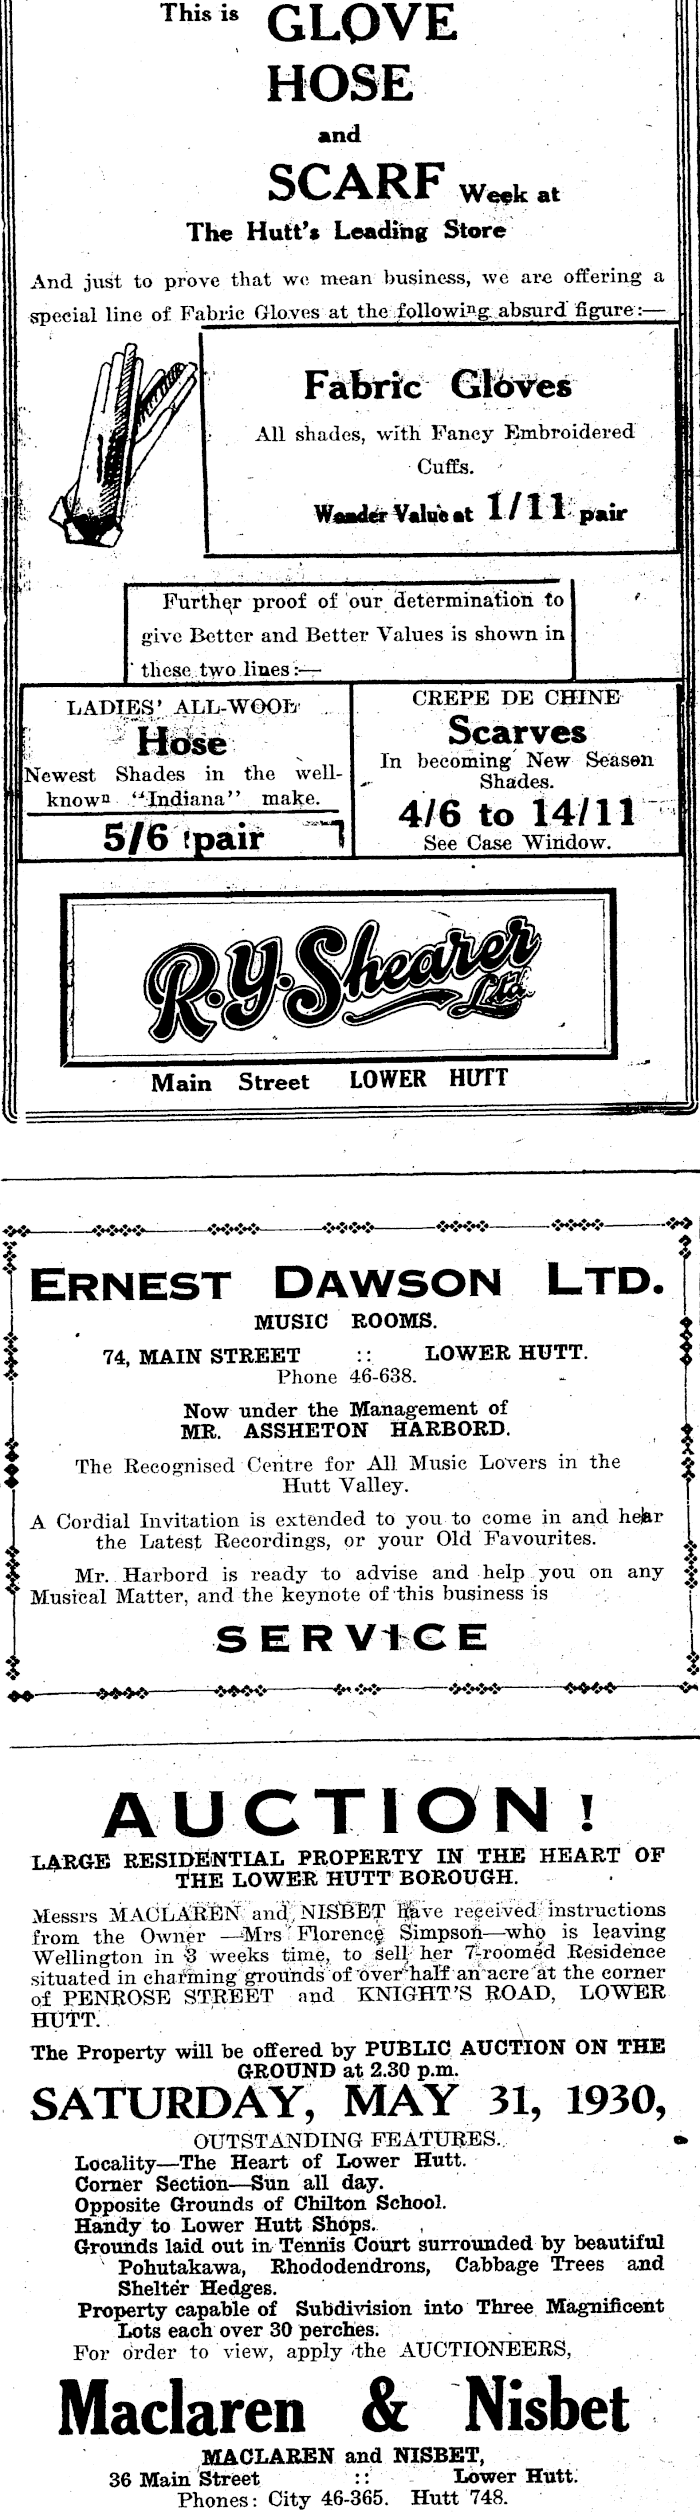 This is GLOVE
HOSE
and
SCARF Week at
The Hutt's Leading Store
And just to prove that we mean business, we are offering a
special line of Fabric Gloves at the following absurd figure:—
Fabric Gloves
All shades, with Fancy Embroidered
Cuffs.
Wonder Value at 1/11 pair
Further proof of our determination to
give Better and Better Values is shown in
these two lines:—
LADIES' ALL-WOOL
Hose
Newest Shades in the well-
known "Indiana" make.
5/6 pair
CREPE DE CHINE
Scarves
In becoming New Season
Shades.
4/6 to 14/11
See Case Window.
R.Y. Shearer Ltd.
Main Street LOWER HUTT
ERNEST DAWSON LTD.
MUSIC ROOMS.
74, MAIN STREET :: LOWER HUTT.
Phone 46-638.
Now under the Management of
MR. ASSHETON HARBORD.
The Recognised Centre for All Music Lovers in the
Hutt Valley.
A Cordial Invitation is extended to you to come in and hear
the Latest Recordings, or your Old Favourites.
Mr. Harbord is ready to advise and help you on any
Musical Matter, and the keynote of this business is
SERVICE
AUCTION!
LARGE RESIDENTIAL PROPERTY IN THE HEART OF
THE LOWER HUTT BOROUGH.
Messrs MACLAREN and NISBET have received instructions
from the Owner —Mrs Florence Simpson—who is leaving
Wellington in 3 weeks time, to sell her 7-roomed Residence
situated in charming grounds of over half an acre at the corner
of PENROSE STREET and KNIGHT'S ROAD, LOWER
HUTT.
The Property will be offered by PUBLIC AUCTION ON THE
GROUND at 2.30 p.m.
SATURDAY, MAY 31, 1930,
OUTSTANDING FEATURES.
Locality—The Heart of Lower Hutt.
Corner Section—Sun all day.
Opposite Grounds of Chilton School.
Handy to Lower Hutt Shops.
Grounds laid out in Tennis Court surrounded by beautiful
Pohutakawa, Rhododendrons, Cabbage Trees and
Shelter Hedges.
Property capable of Subdivision into Three Magnificent
Lots each over 30 perches.
For order to view, apply the AUCTIONEERS,
Maclaren & Nisbet
MACLAREN and NISBET,
36 Main Street :: Lower Hutt.
Phones: City 46-365. Hutt 748.